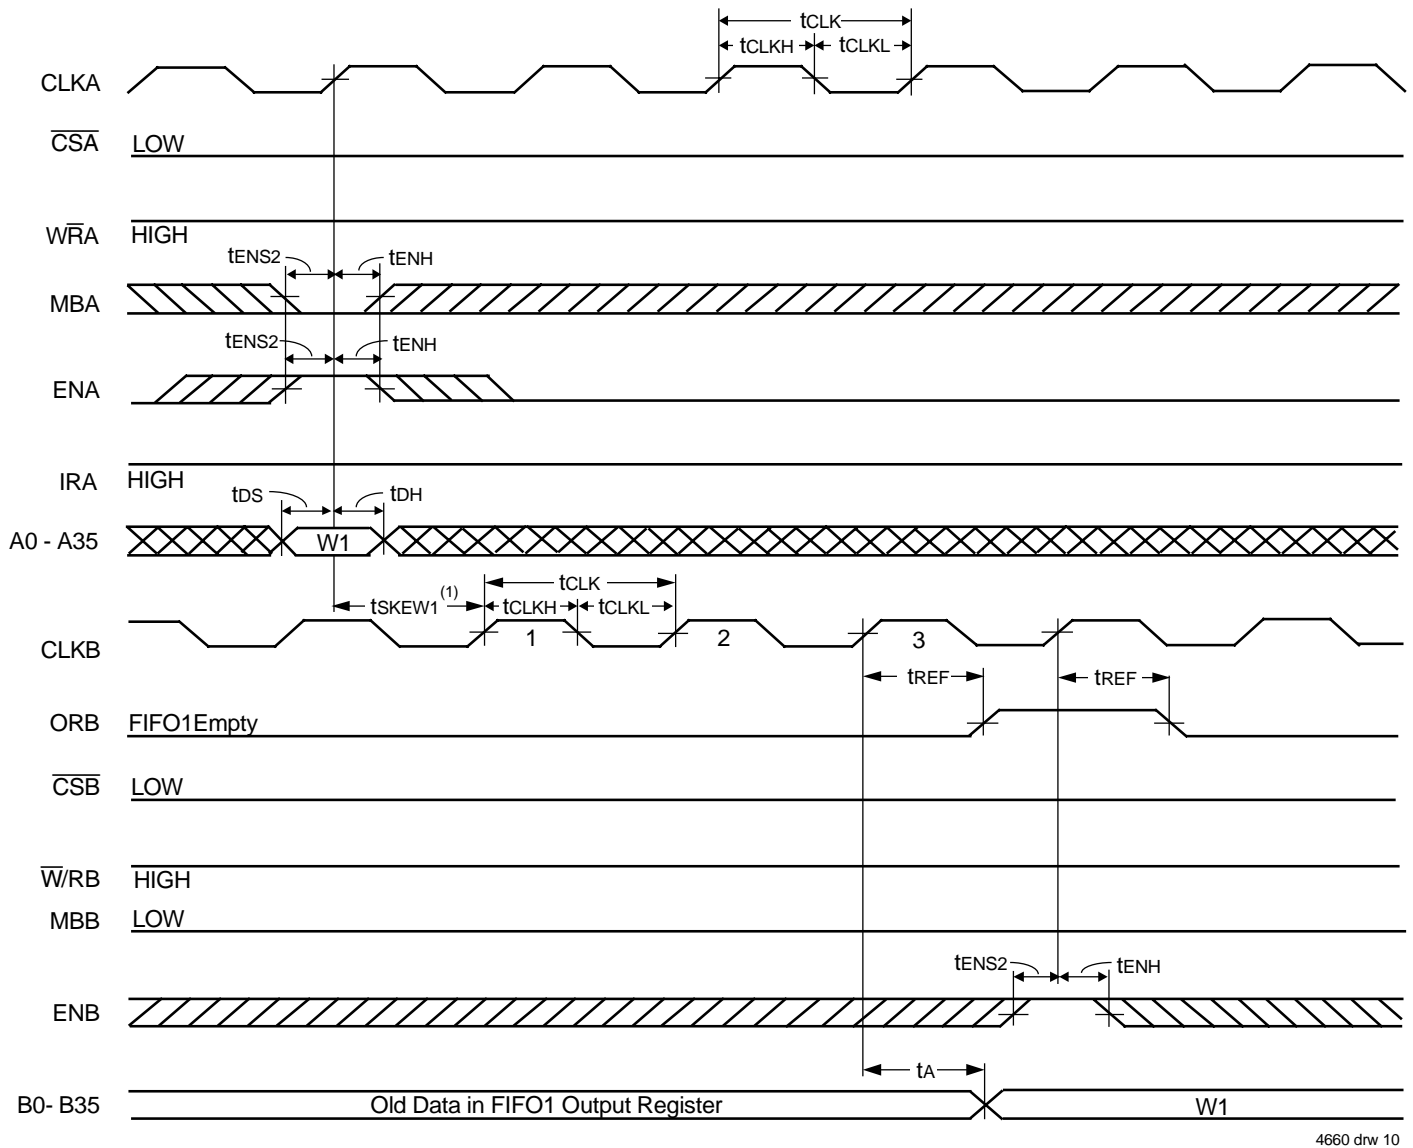 tCLK
tCLKH
tCLKL
CLKA
CSA LOW
WRA HIGH
tENS2 tENH
MBA
tENS2 tENH
ENA
IRA HIGH
tDS tDH
A0 - A35 W1
tCLK
tSKEW1(1) tCLKH tCLKL
CLKB 1 2 3
tREF tREF
ORB FIFO1Empty
CSB LOW
W/RB HIGH
MBB LOW
tENS2 tENH
ENB
tA
B0- B35 Old Data in FIFO1 Output Register W1
4660 drw 10